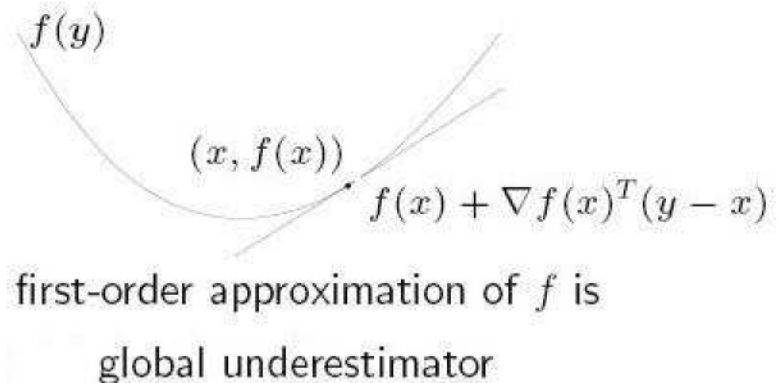 f(y)
(x, f(x))
f(x) + ∇f(x)^T(y − x)
first-order approximation of f is
global underestimator